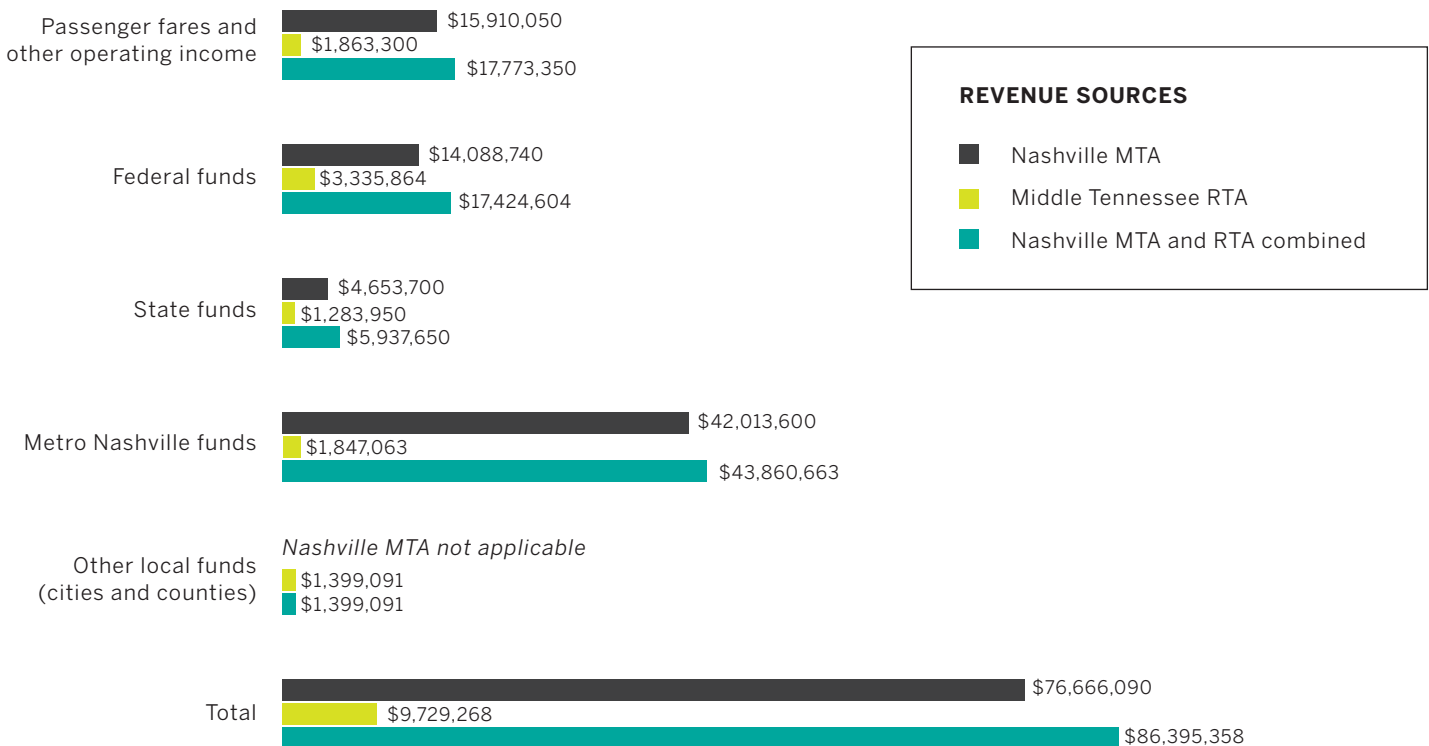 Passenger fares and
other operating income
$15,910,050
$1,863,300
$17,773,350
REVENUE SOURCES
Nashville MTA
Middle Tennessee RTA
Nashville MTA and RTA combined
Federal funds
$14,088,740
$3,335,864
$17,424,604
State funds
$4,653,700
$1,283,950
$5,937,650
Metro Nashville funds
$42,013,600
$1,847,063
$43,860,663
Other local funds
(cities and counties)
Nashville MTA not applicable
$1,399,091
$1,399,091
Total
$76,666,090
$9,729,268
$86,395,358